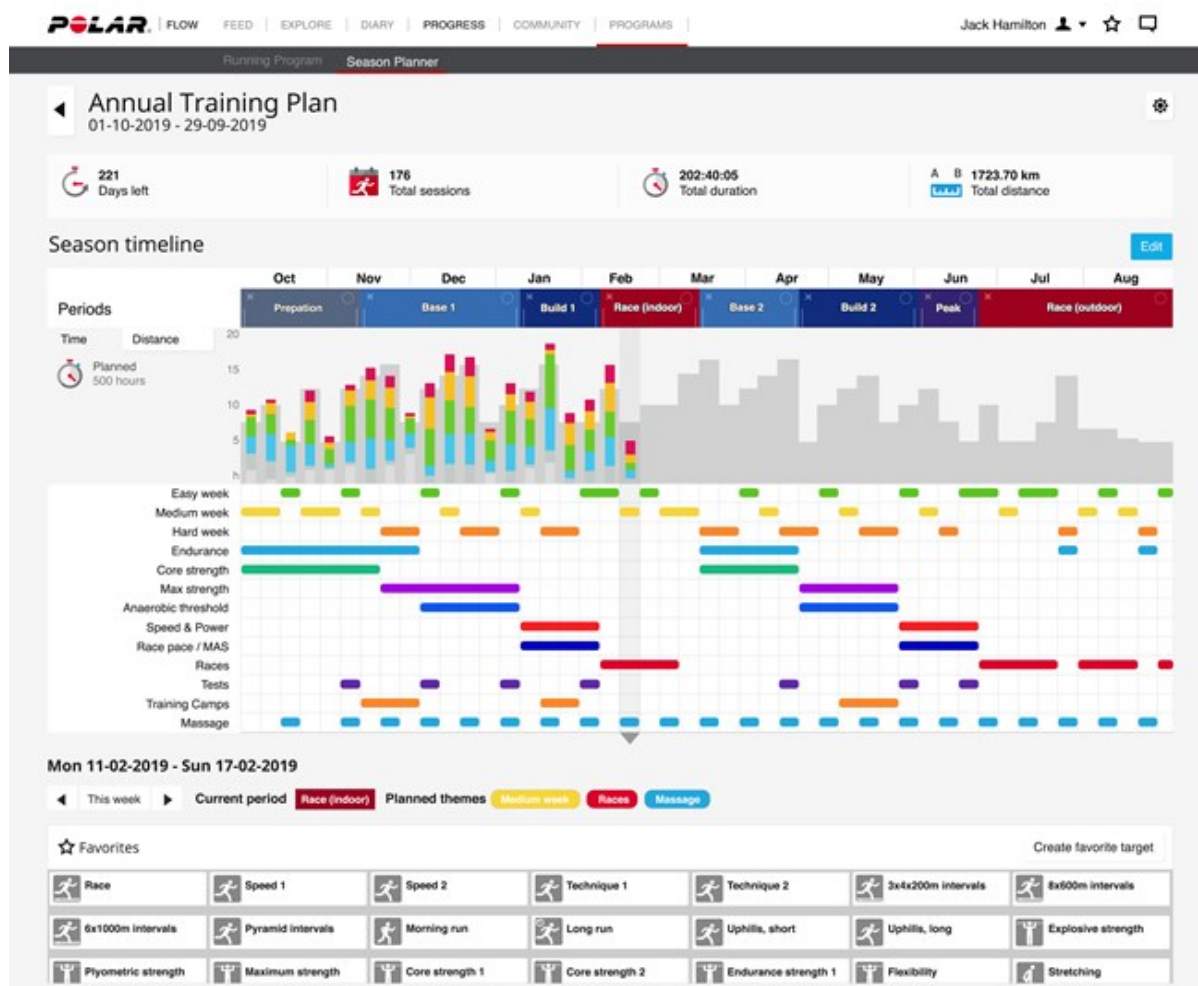 POLAR. FLOW FEED EXPLORE DIARY PROGRESS COMMUNITY PROGRAMS Jack Hamilton
Running Program Season Planner
Annual Training Plan
01-10-2019 - 29-09-2019
221 176 202:40:05 A B 1723.70 km
Days left Total sessions Total duration Total distance
Season timeline Edit
Oct Nov Dec Jan Feb Mar Apr May Jun Jul Aug
Periods Prepation Base 1 Build 1 Race (indoor) Base 2 Build 2 Peak Race (outdoor)
Time Distance
Planned
500 hours
20
15
10
5
h
Easy week
Medium week
Hard week
Endurance
Core strength
Max strength
Anaerobic threshold
Speed & Power
Race pace / MAS
Races
Tests
Training Camps
Massage
Mon 11-02-2019 - Sun 17-02-2019
This week Current period Race (indoor) Planned themes Medium week Races Massage
Favorites Create favorite target
Race Speed 1 Speed 2 Technique 1 Technique 2 3x4x200m intervals 8x600m intervals
6x1000m intervals Pyramid intervals Morning run Long run Uphills, short Uphills, long Explosive strength
Plyometric strength Maximum strength Core strength 1 Core strength 2 Endurance strength 1 Flexibility Stretching